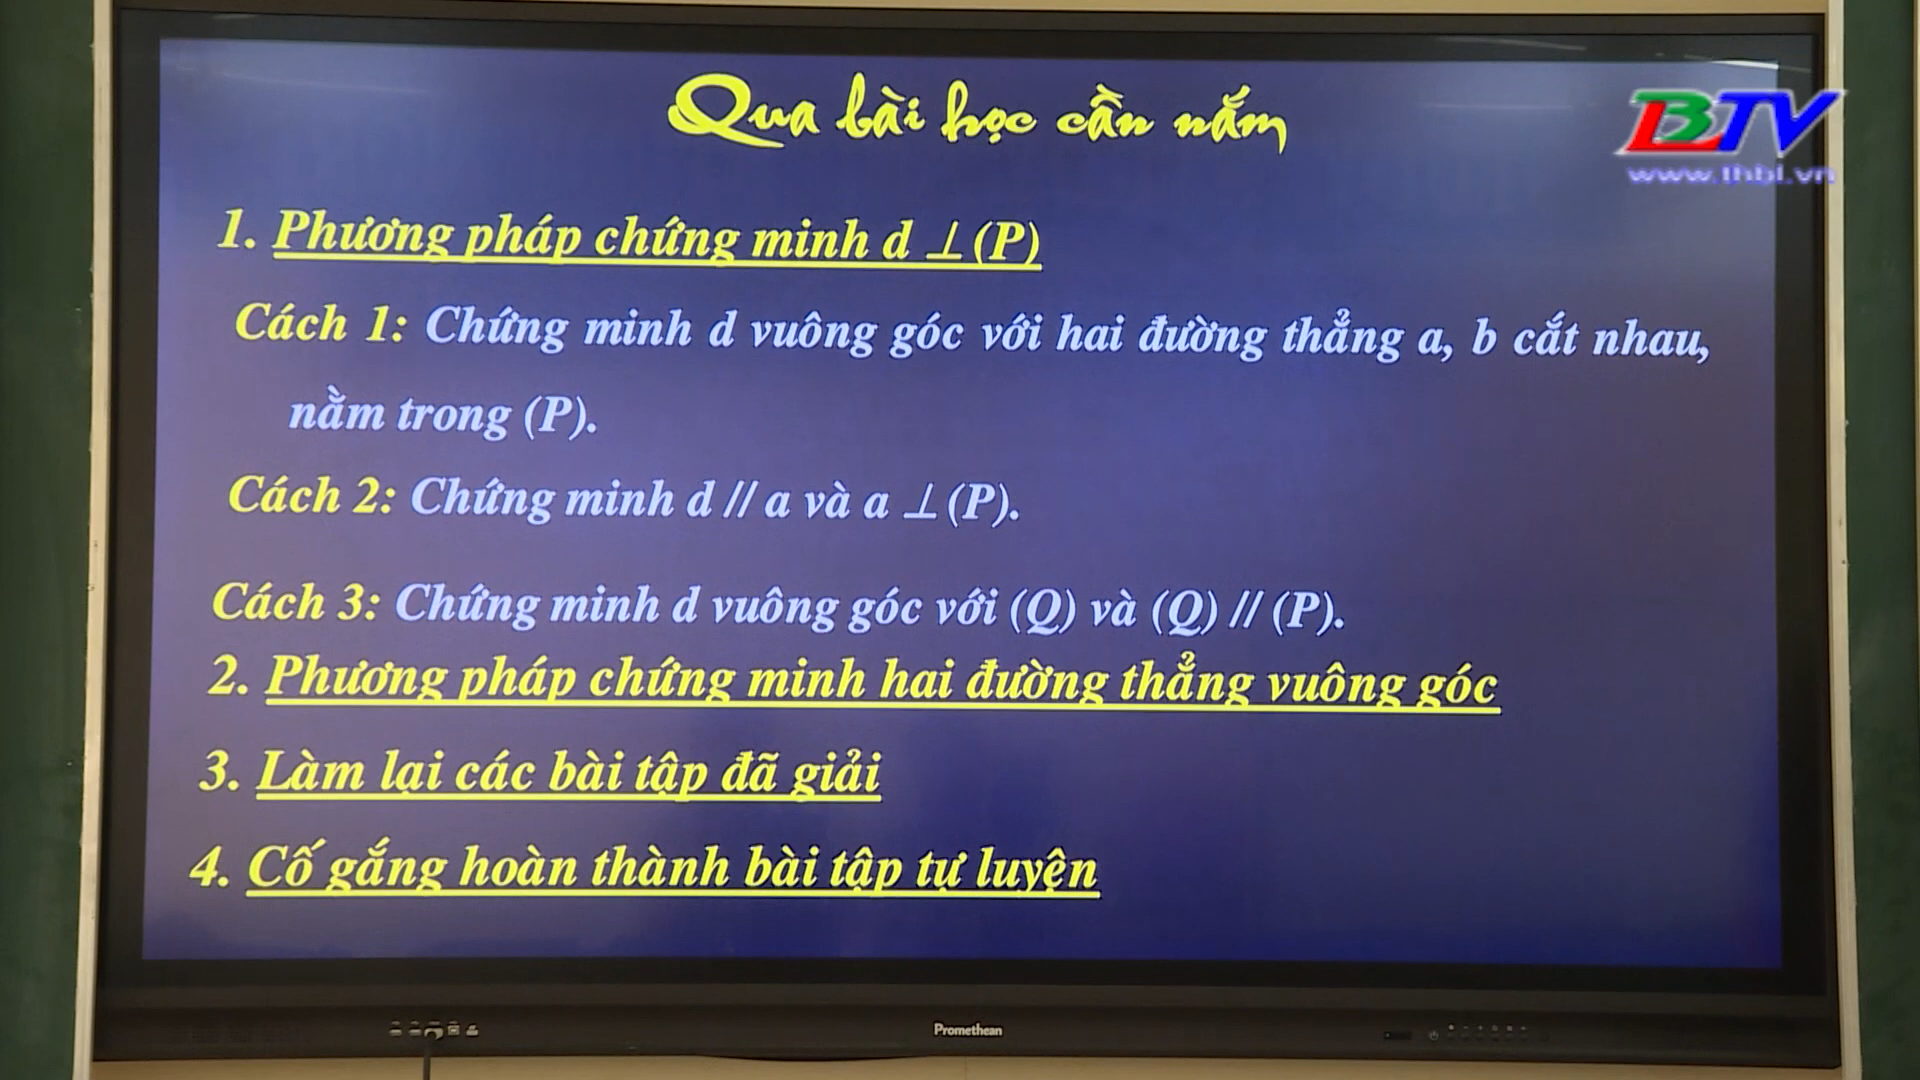 Qua bài học cần nắm
BTV
www.thbl.vn
1. Phương pháp chứng minh d ⊥ (P)
Cách 1: Chứng minh d vuông góc với hai đường thẳng a, b cắt nhau,
nằm trong (P).
Cách 2: Chứng minh d // a và a ⊥ (P).
Cách 3: Chứng minh d vuông góc với (Q) và (Q) // (P).
2. Phương pháp chứng minh hai đường thẳng vuông góc
3. Làm lại các bài tập đã giải
4. Cố gắng hoàn thành bài tập tự luyện
Promethean